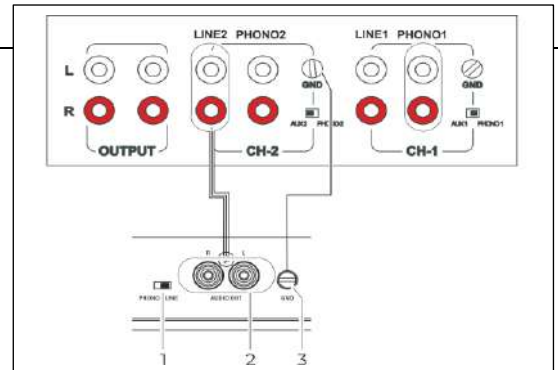 LINE2 PHONO2 LINE1 PHONO1
L
GND GND
R
AUX2 PHONO2 AUX1 PHONO1
OUTPUT CH-2 CH-1
R L
PHONO LINE AUDIO OUT GND
1 2 3